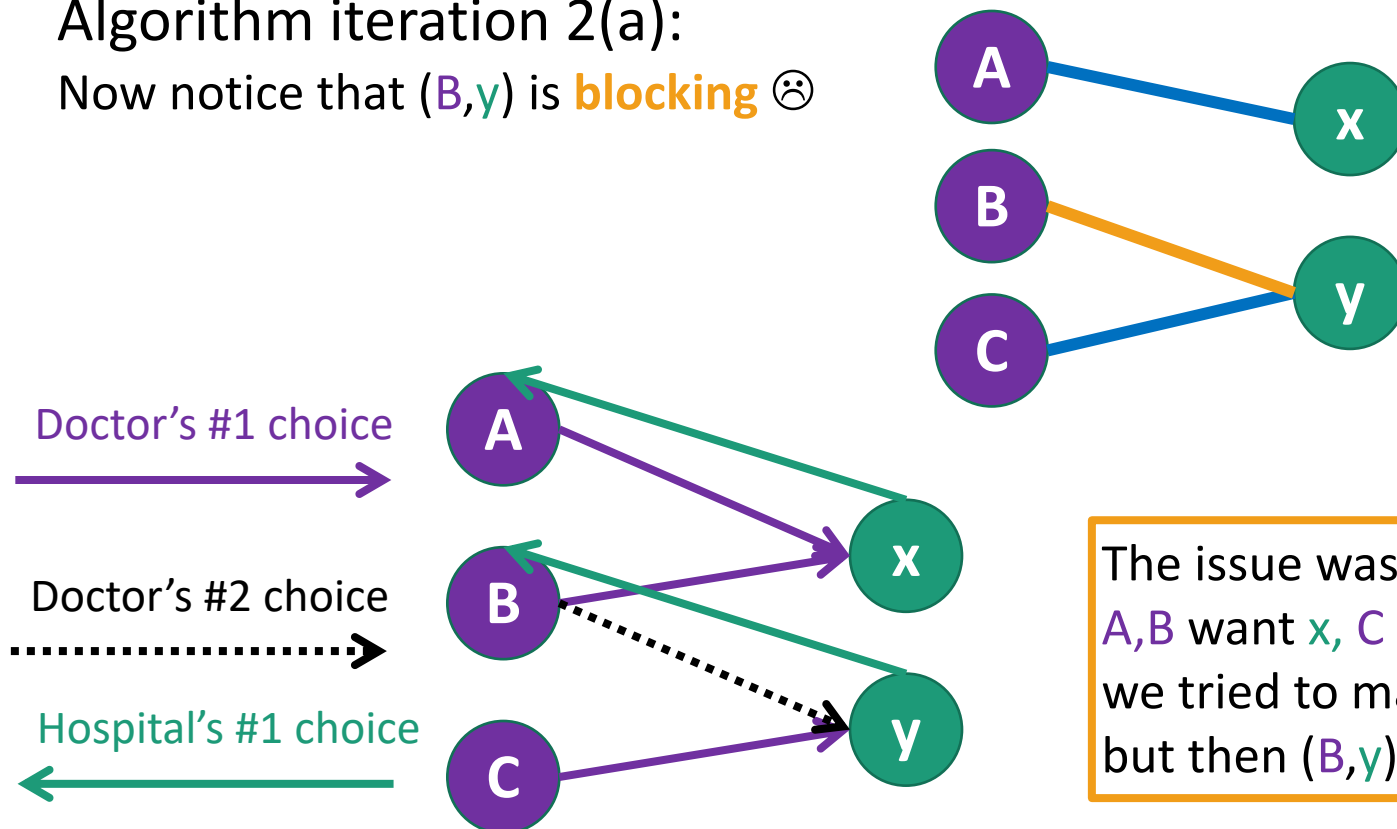 Algorithm iteration 2(a):
Now notice that (B,y) is blocking ☹
A
x
B
y
C
Doctor's #1 choice
A
x
Doctor's #2 choice
B
Hospital's #1 choice
y
C
The issue was
A,B want x, C
we tried to ma
but then (B,y)